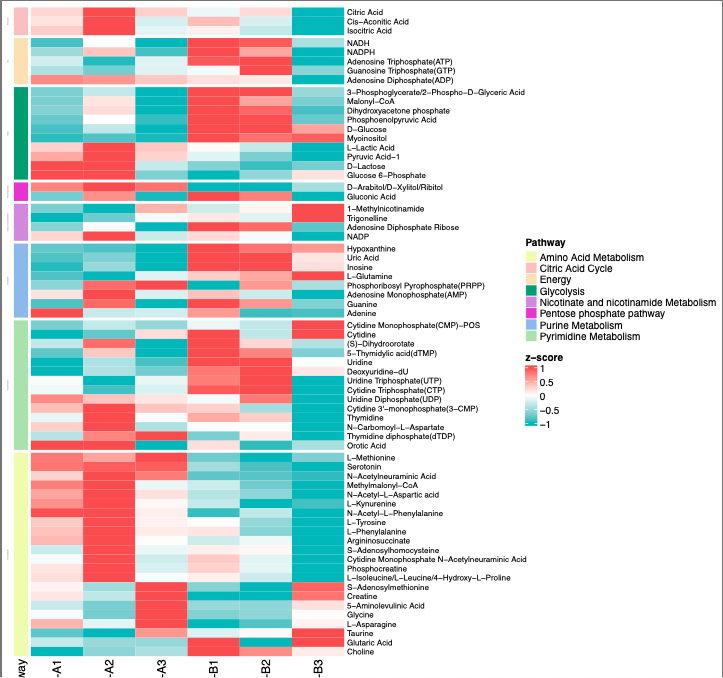 Citric Acid
Cis−Aconitic Acid
Isocitric Acid
NADH
NADPH
Adenosine Triphosphate(ATP)
Guanosine Triphosphate(GTP)
Adenosine Diphosphate(ADP)
3−Phosphoglycerate/2−Phospho−D−Glyceric Acid
Malonyl−CoA
Dihydroxyacetone phosphate
Phosphoenolpyruvic Acid
D−Glucose
Myoinositol
L−Lactic Acid
Pyruvic Acid−1
D−Lactose
Glucose 6−Phosphate
D−Arabitol/D−Xylitol/Ribitol
Gluconic Acid
1−Methylnicotinamide
Trigonelline
Adenosine Diphosphate Ribose
NADP
Hypoxanthine
Uric Acid
Inosine
L−Glutamine
Phosphoribosyl Pyrophosphate(PRPP)
Adenosine Monophosphate(AMP)
Guanine
Adenine
Cytidine Monophosphate(CMP)−POS
Cytidine
(S)−Dihydroorotate
5−Thymidylic acid(dTMP)
Uridine
Deoxyuridine−dU
Uridine Triphosphate(UTP)
Cytidine Triphosphate(CTP)
Uridine Diphosphate(UDP)
Cytidine 3'−monophosphate(3−CMP)
Thymidine
N−Carbomoyl−L−Aspartate
Thymidine diphosphate(dTDP)
Orotic Acid
L−Methionine
Serotonin
N−Acetylneuraminic Acid
Methylmalonyl−CoA
N−Acetyl−L−Aspartic acid
L−Kynurenine
N−Acetyl−L−Phenylalanine
L−Tyrosine
L−Phenylalanine
Argininosuccinate
S−Adenosylhomocysteine
Cytidine Monophosphate N−Acetylneuraminic Acid
Phosphocreatine
L−Isoleucine/L−Leucine/4−Hydroxy−L−Proline
S−Adenosylmethionine
Creatine
5−Aminolevulinic Acid
Glycine
L−Asparagine
Taurine
Glutaric Acid
Choline
way
−A1
−A2
−A3
−B1
−B2
−B3
Pathway
Amino Acid Metabolism
Citric Acid Cycle
Energy
Glycolysis
Nicotinate and nicotinamide Metabolism
Pentose phosphate pathway
Purine Metabolism
Pyrimidine Metabolism
z−score
1
0.5
0
−0.5
−1